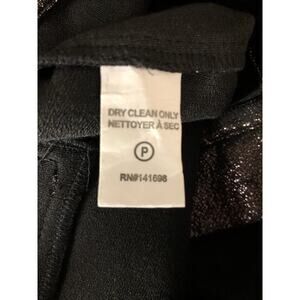 DRY CLEAN ONLY
NETTOYER À SEC
P
RN#141698